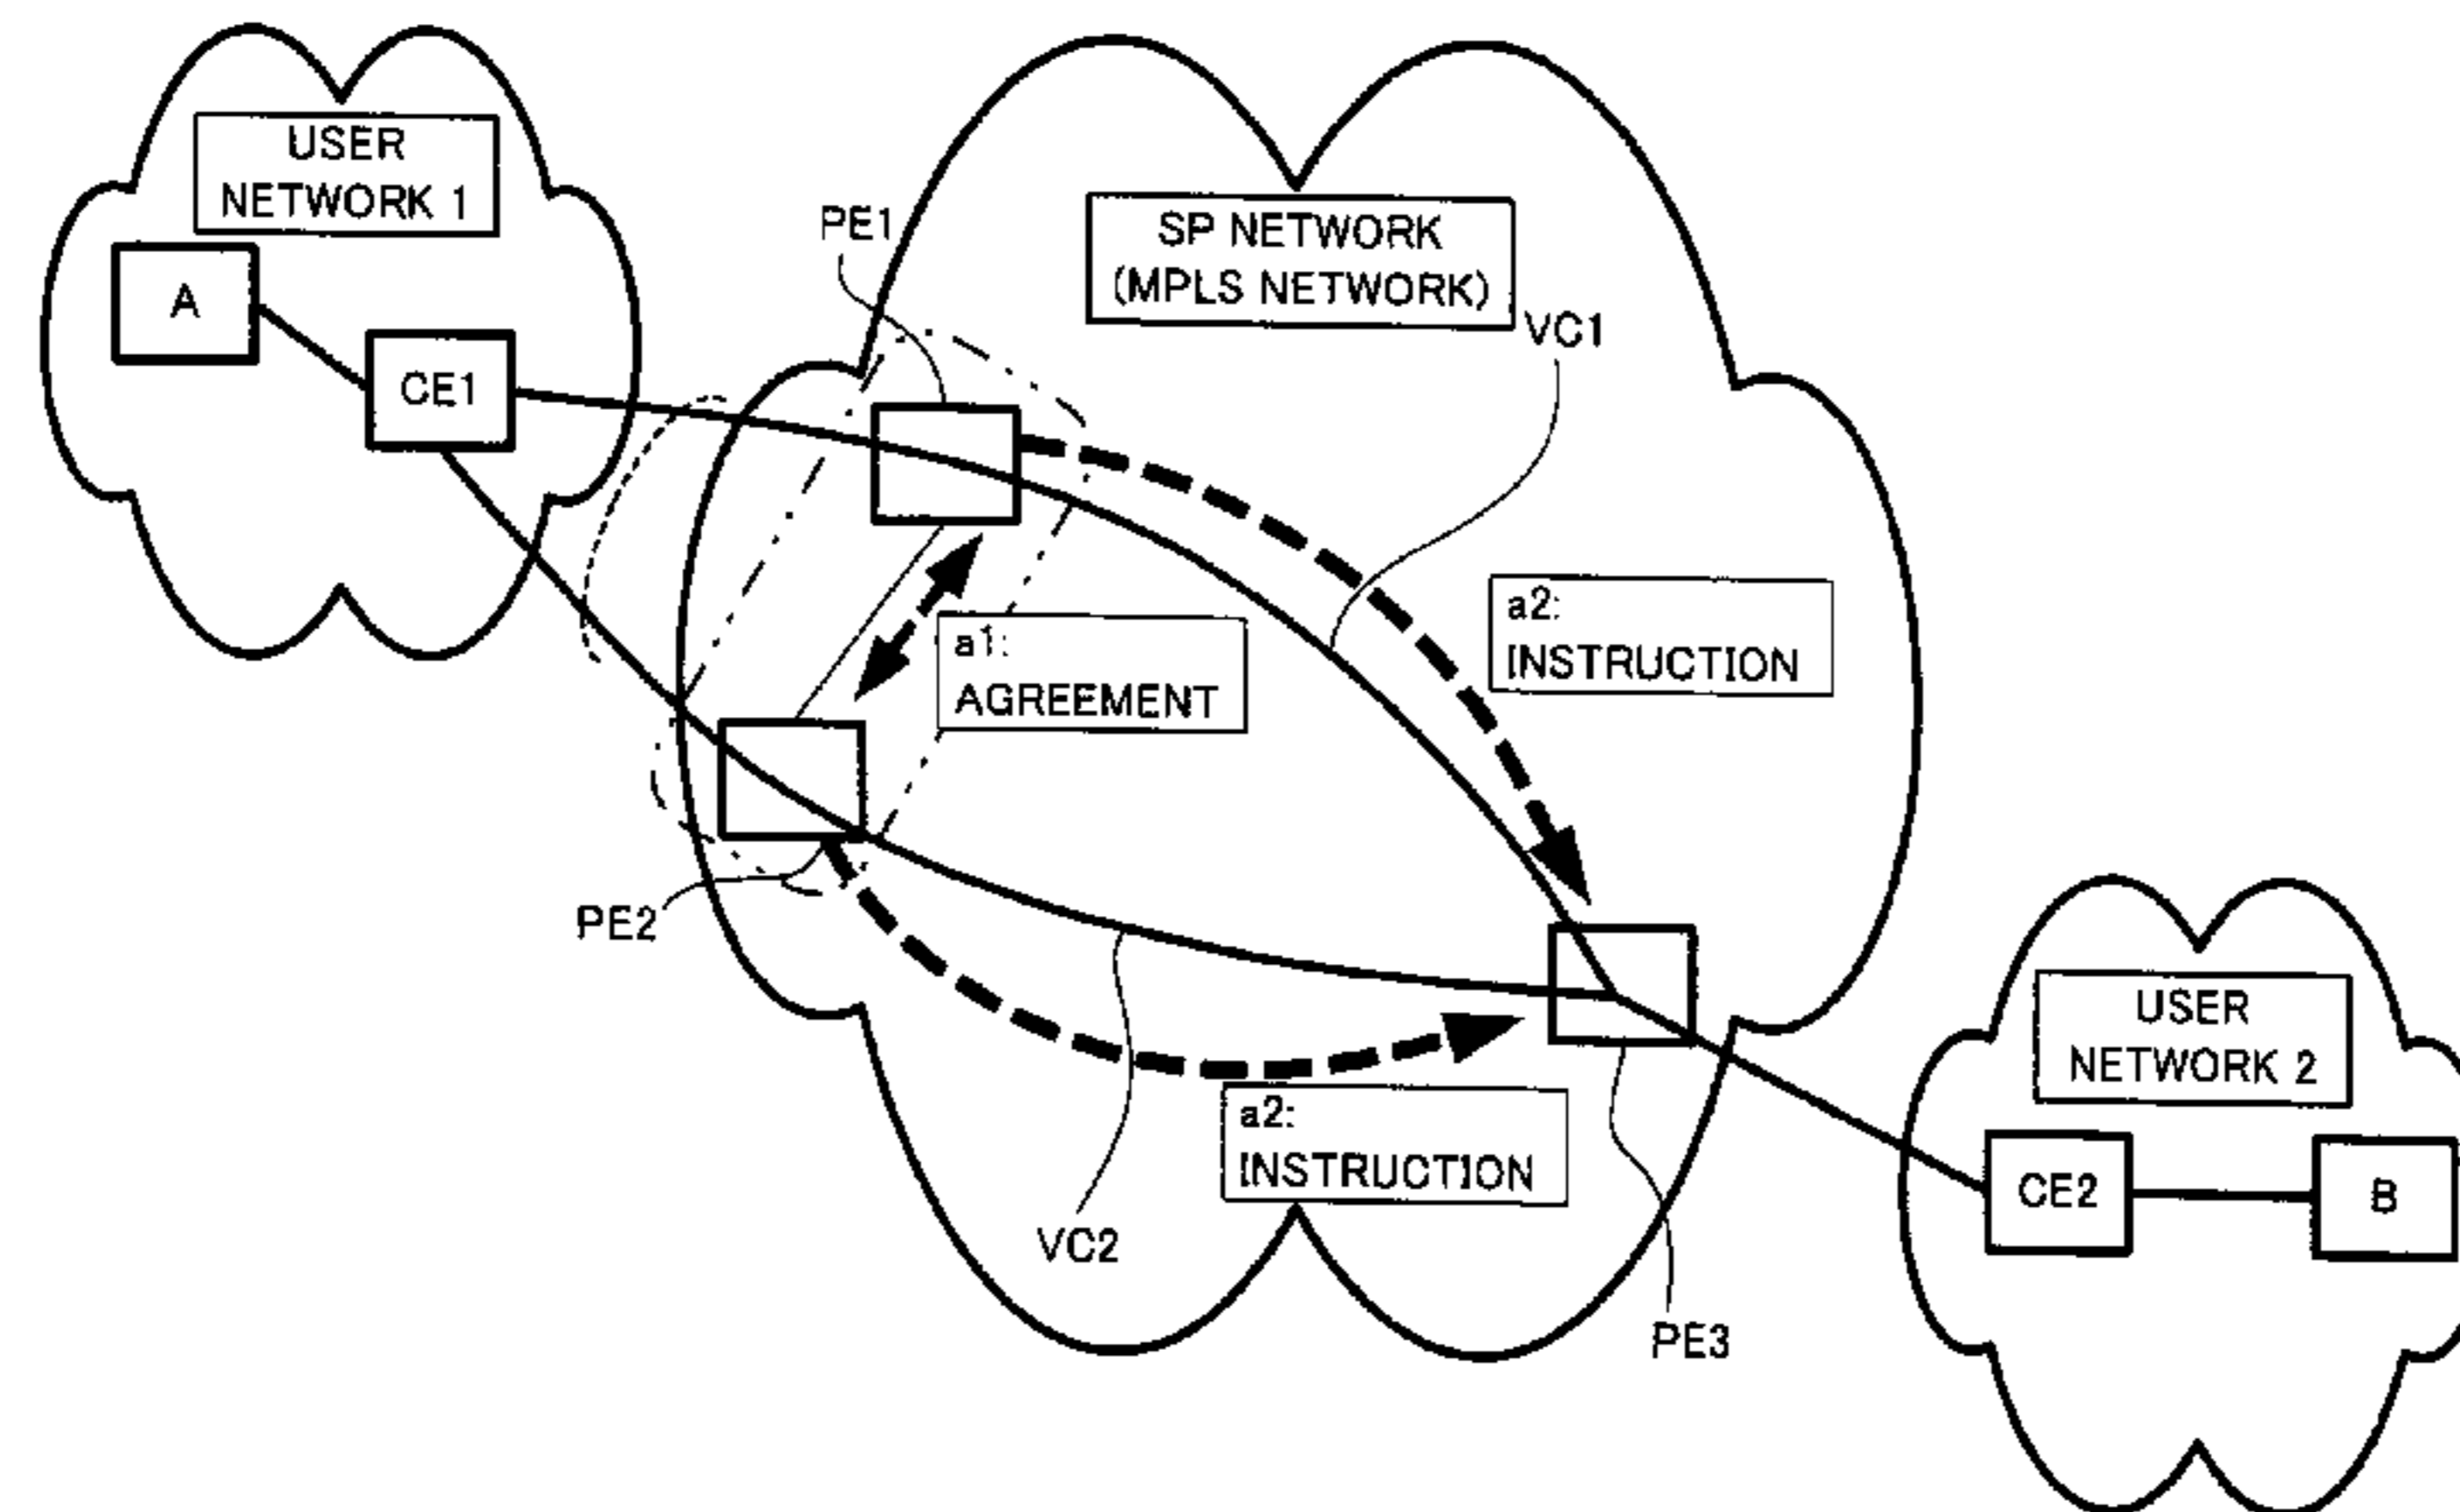 USER
NETWORK 1
A
CE1
PE1
SP NETWORK
(MPLS NETWORK)
VC1
a1:
AGREEMENT
a2:
INSTRUCTION
PE2
a2:
INSTRUCTION
VC2
PE3
USER
NETWORK 2
CE2
B